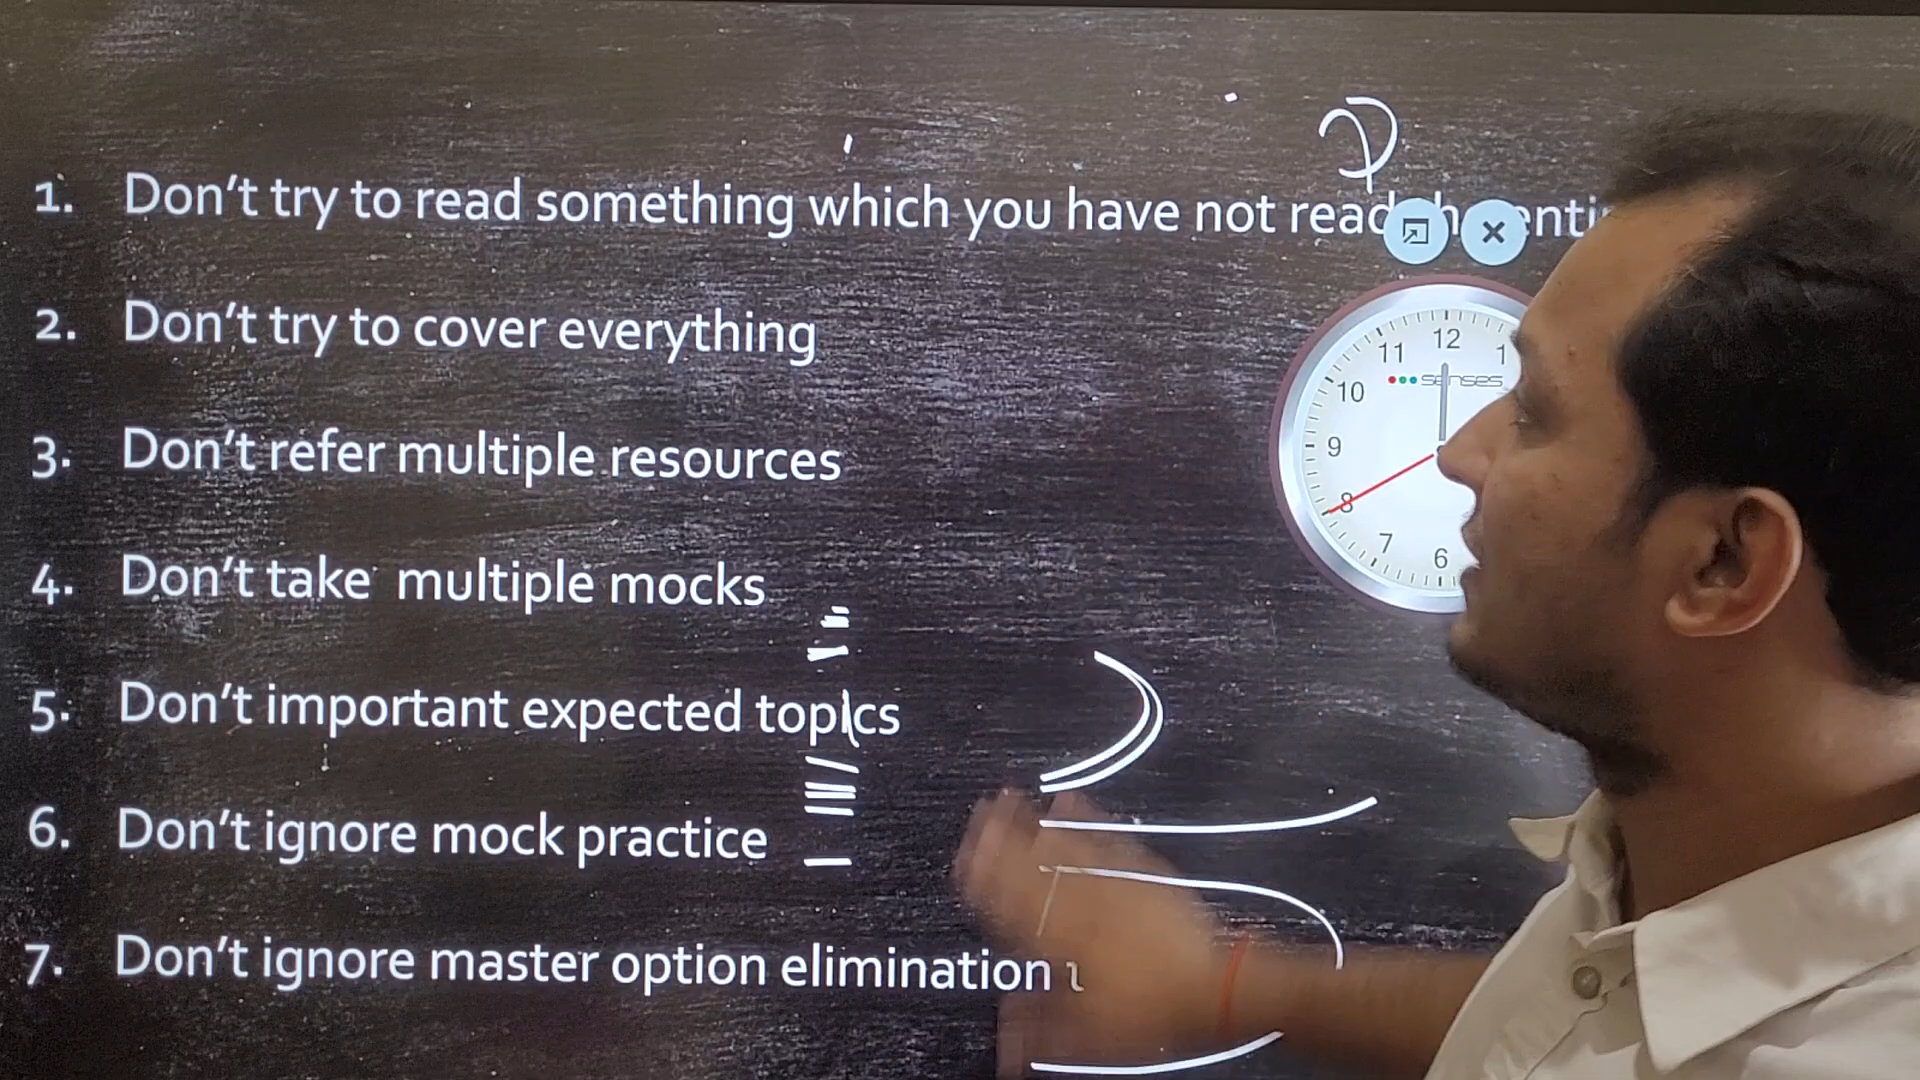 1. Don't try to read something which you have not read
2. Don't try to cover everything
3. Don't refer multiple resources
4. Don't take multiple mocks
5. Don't important expected topics
6. Don't ignore mock practice
7. Don't ignore master option elimination
12
11 1
senses
10
9
8
7
6